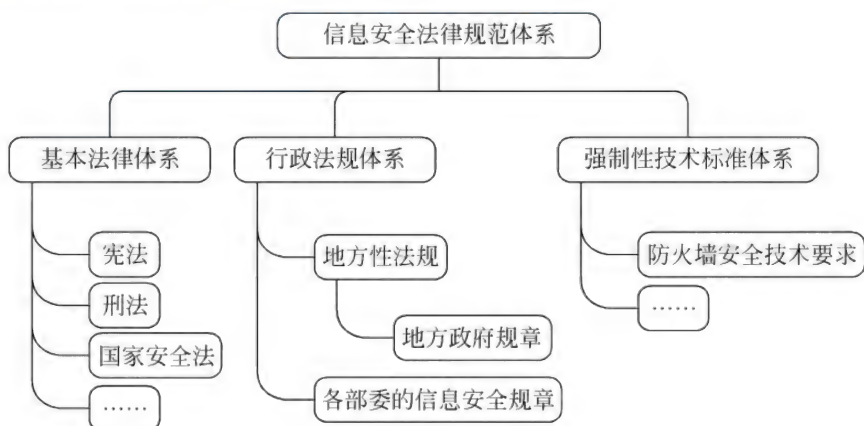 信息安全法律规范体系
基本法律体系
行政法规体系
强制性技术标准体系
宪法
刑法
国家安全法
……
地方性法规
地方政府规章
各部委的信息安全规章
防火墙安全技术要求
……